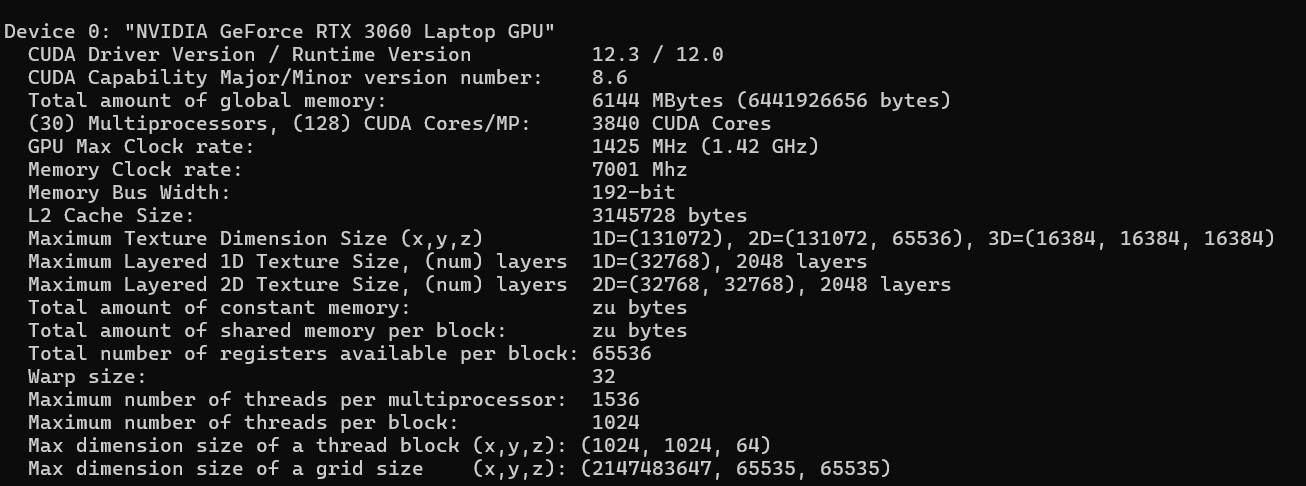 Device 0: "NVIDIA GeForce RTX 3060 Laptop GPU"
CUDA Driver Version / Runtime Version 12.3 / 12.0
CUDA Capability Major/Minor version number: 8.6
Total amount of global memory: 6144 MBytes (6441926656 bytes)
(30) Multiprocessors, (128) CUDA Cores/MP: 3840 CUDA Cores
GPU Max Clock rate: 1425 MHz (1.42 GHz)
Memory Clock rate: 7001 Mhz
Memory Bus Width: 192-bit
L2 Cache Size: 3145728 bytes
Maximum Texture Dimension Size (x,y,z) 1D=(131072), 2D=(131072, 65536), 3D=(16384, 16384, 16384)
Maximum Layered 1D Texture Size, (num) layers 1D=(32768), 2048 layers
Maximum Layered 2D Texture Size, (num) layers 2D=(32768, 32768), 2048 layers
Total amount of constant memory: zu bytes
Total amount of shared memory per block: zu bytes
Total number of registers available per block: 65536
Warp size: 32
Maximum number of threads per multiprocessor: 1536
Maximum number of threads per block: 1024
Max dimension size of a thread block (x,y,z): (1024, 1024, 64)
Max dimension size of a grid size (x,y,z): (2147483647, 65535, 65535)